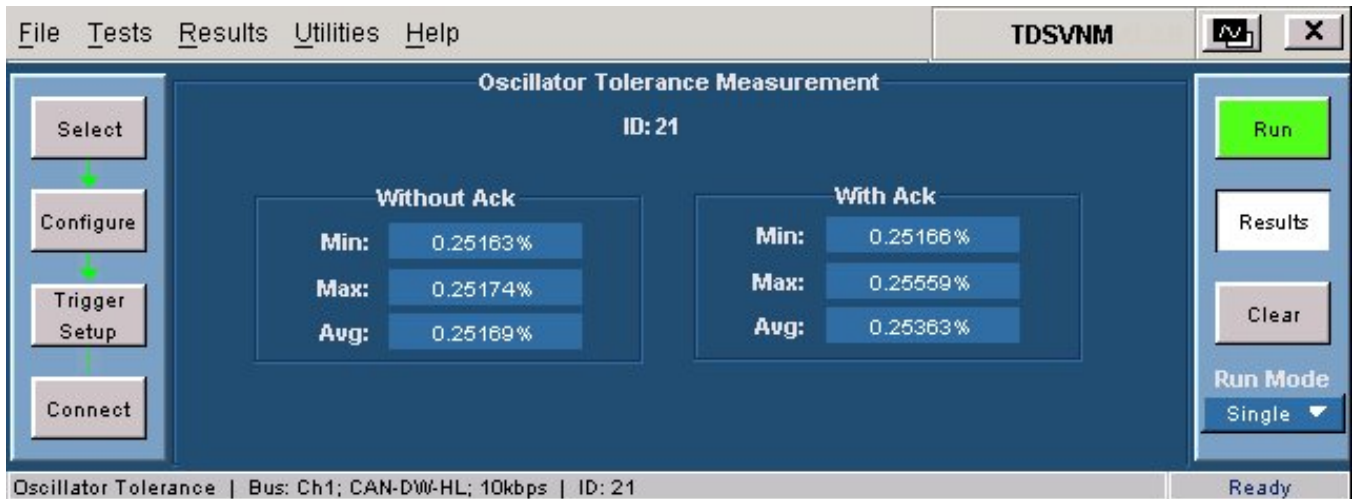 File Tests Results Utilities Help TDSVNM
Select
Configure
Trigger
Setup
Connect
Oscillator Tolerance Measurement
ID: 21
Without Ack
Min: 0.25163%
Max: 0.25174%
Avg: 0.25169%
With Ack
Min: 0.25166%
Max: 0.25559%
Avg: 0.25363%
Run
Results
Clear
Run Mode
Single
Oscillator Tolerance | Bus: Ch1; CAN-DW-HL; 10kbps | ID: 21
Ready